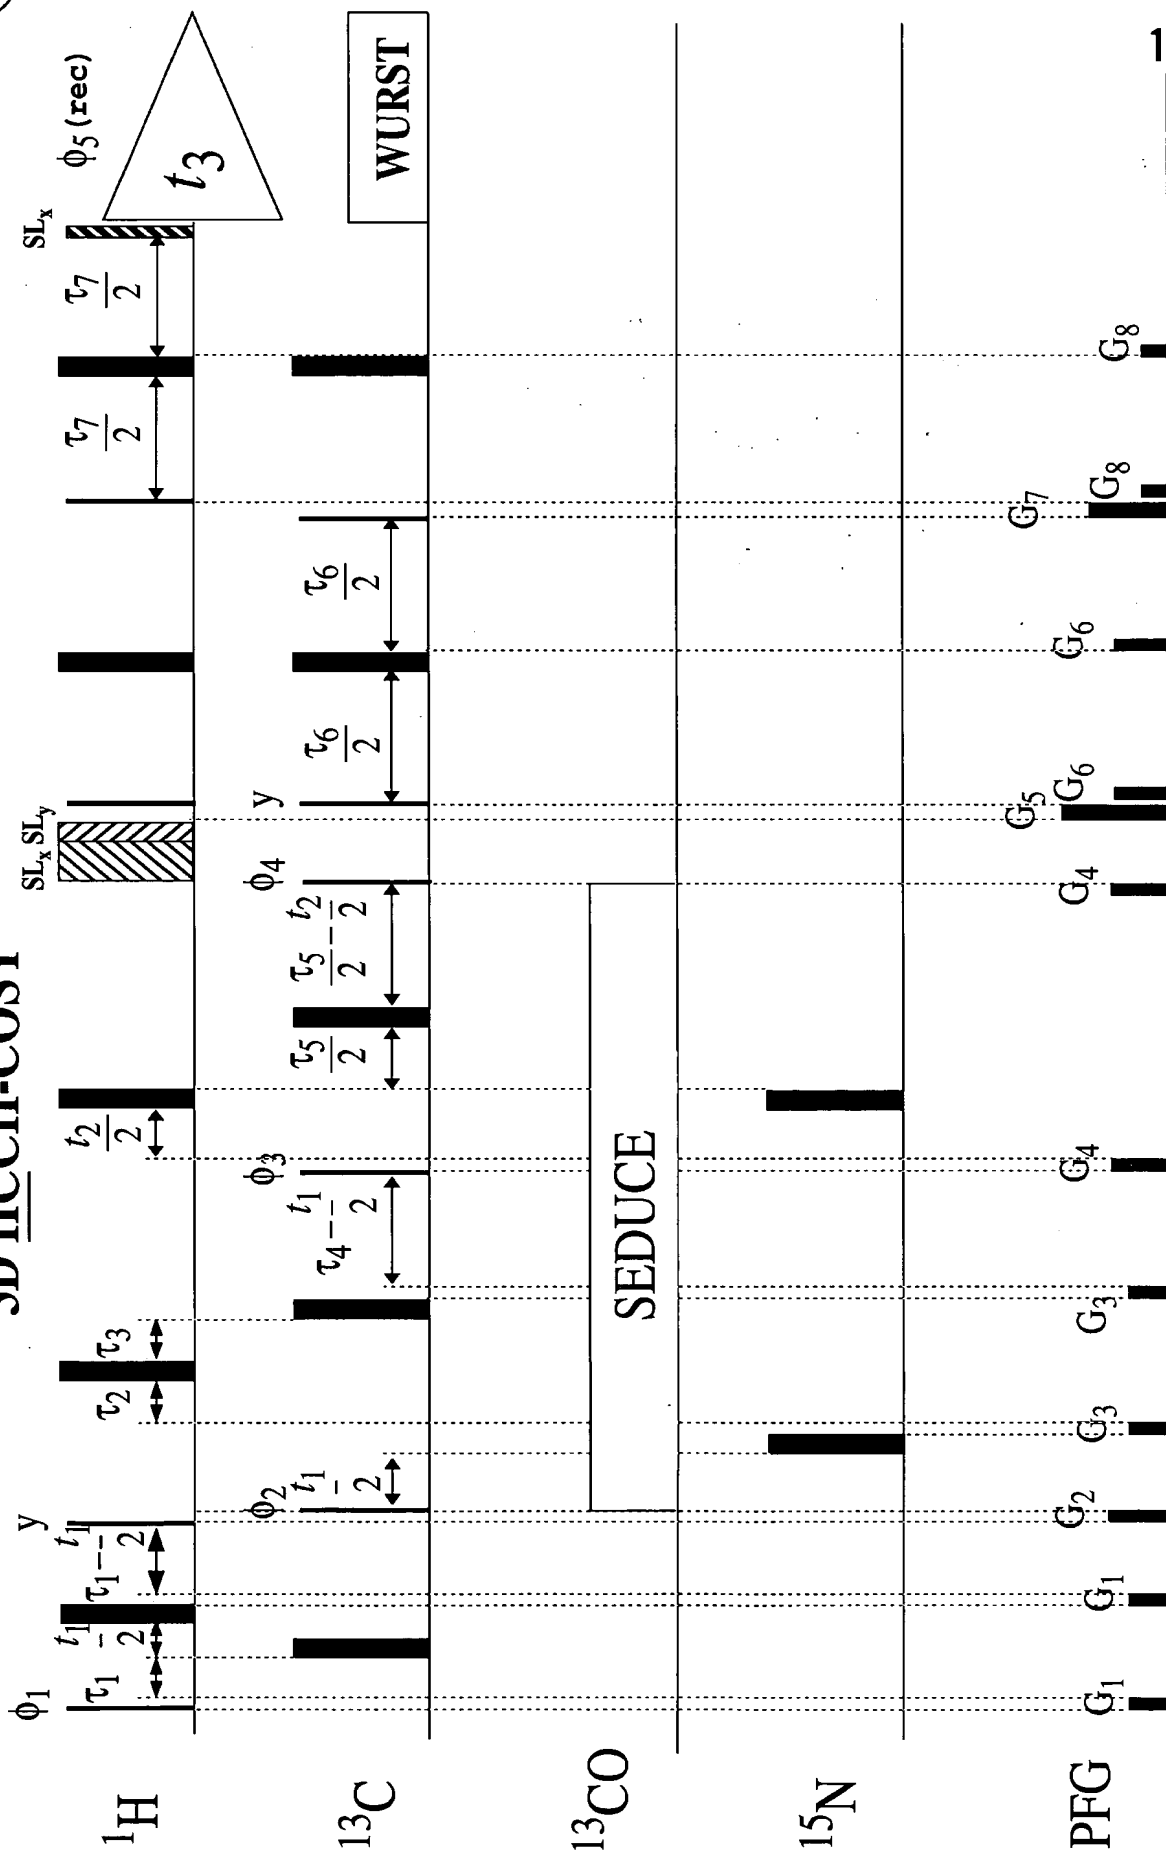 3D HCCH-COSY
ϕ1 y SLx SLy SLx ϕ5 (rec)
1H τ1 t1/2 τ1 – t1/2 τ2 τ3 t2/2 τ7/2 τ7/2 t3
ϕ2 ϕ3 ϕ4 y
13C t1/2 τ4 – t1/2 τ5/2 τ5/2 – t2/2 τ6/2 τ6/2 WURST
13CO SEDUCE
15N
PFG G1 G1 G2 G3 G3 G4 G4 G5 G6 G6 G7 G8 G8
1